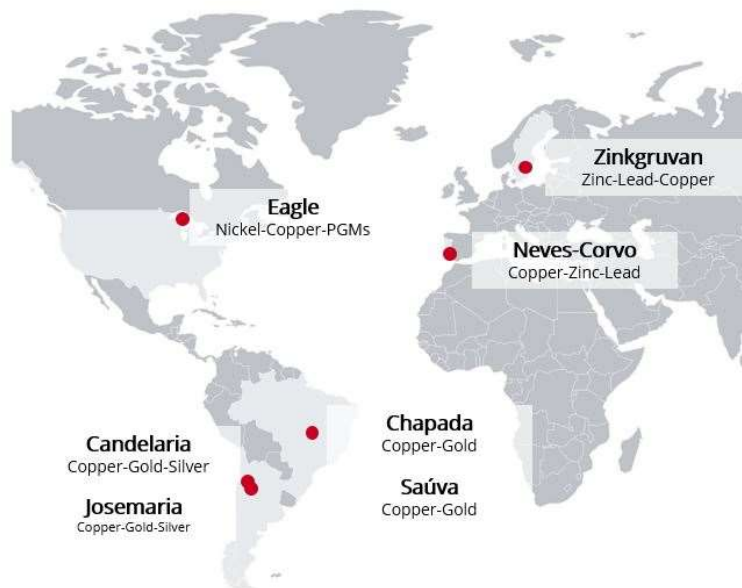 Zinkgruvan
Zinc-Lead-Copper
Eagle
Nickel-Copper-PGMs
Neves-Corvo
Copper-Zinc-Lead
Chapada
Copper-Gold
Candelaria
Copper-Gold-Silver
Saúva
Copper-Gold
Josemaria
Copper-Gold-Silver